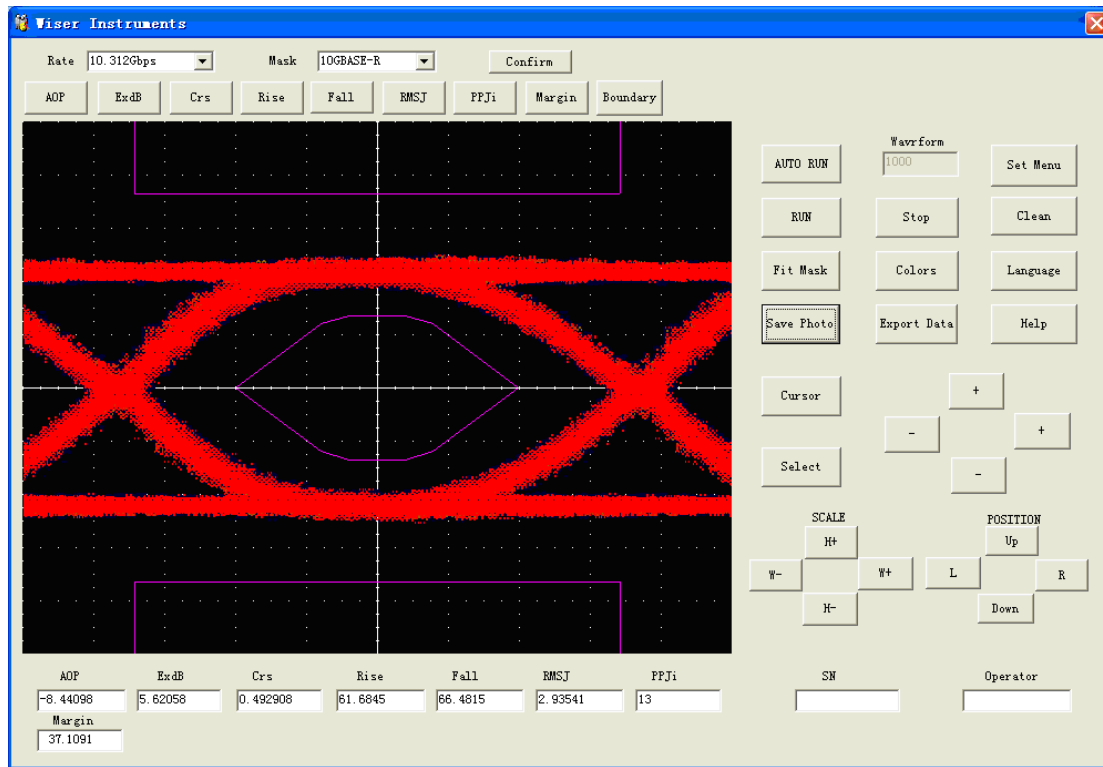 Wiser Instruments
Rate 10.312Gbps Mask 10GBASE-R Confirm
AOP ExdB Crs Rise Fall RMSJ PPJi Margin Boundary
Wavrform
AUTO RUN 1000 Set Menu
RUN Stop Clean
Fit Mask Colors Language
Save Photo Export Data Help
Cursor +
- +
Select -
SCALE POSITION
H+ Up
W- W+ L R
H- Down
AOP ExdB Crs Rise Fall RMSJ PPJi SN Operator
-8.44098 5.62058 0.492908 61.6845 66.4815 2.93541 13
Margin
37.1091